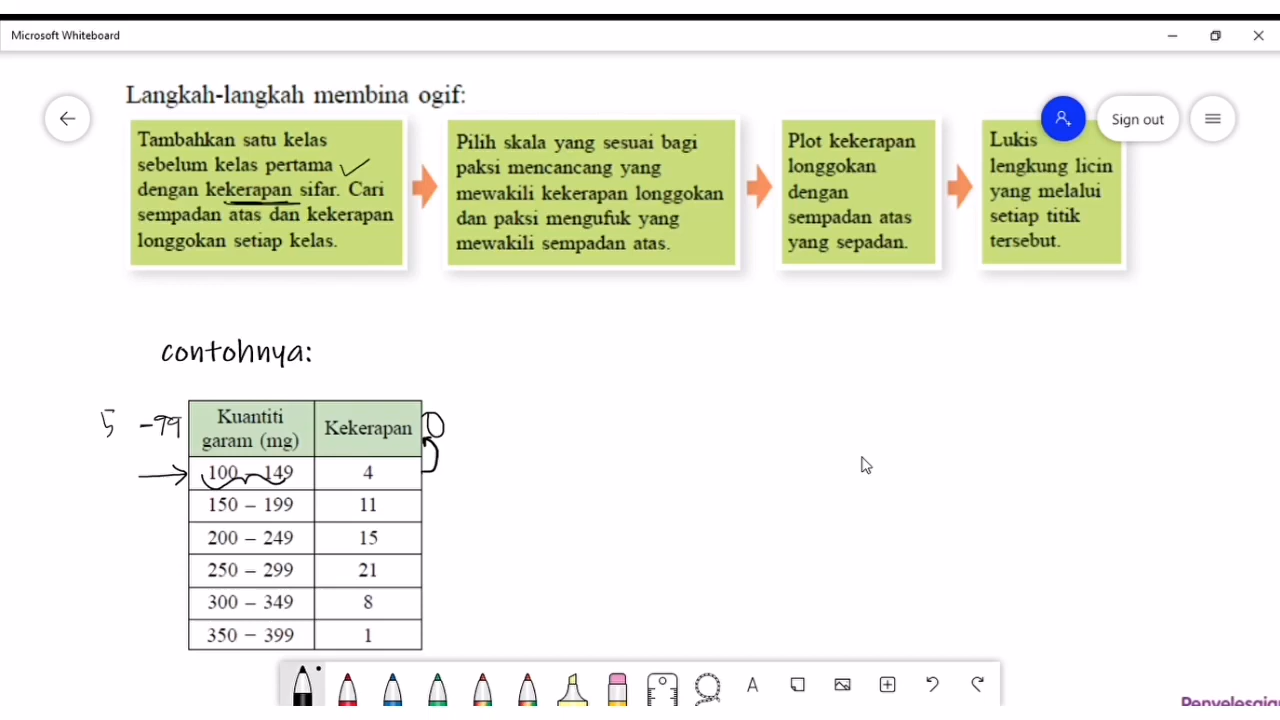 Microsoft Whiteboard
Langkah-langkah membina ogif:
Sign out
Tambahkan satu kelas
sebelum kelas pertama
dengan kekerapan sifar. Cari
sempadan atas dan kekerapan
longgokan setiap kelas.
Pilih skala yang sesuai bagi
paksi mencancang yang
mewakili kekerapan longgokan
dan paksi mengufuk yang
mewakili sempadan atas.
Plot kekerapan
longgokan
dengan
sempadan atas
yang sepadan.
Lukis
lengkung licin
yang melalui
setiap titik
tersebut.
contohnya:
5 -99 0
Kuantiti
garam (mg) Kekerapan
100 – 149 4
150 – 199 11
200 – 249 15
250 – 299 21
300 – 349 8
350 – 399 1
A